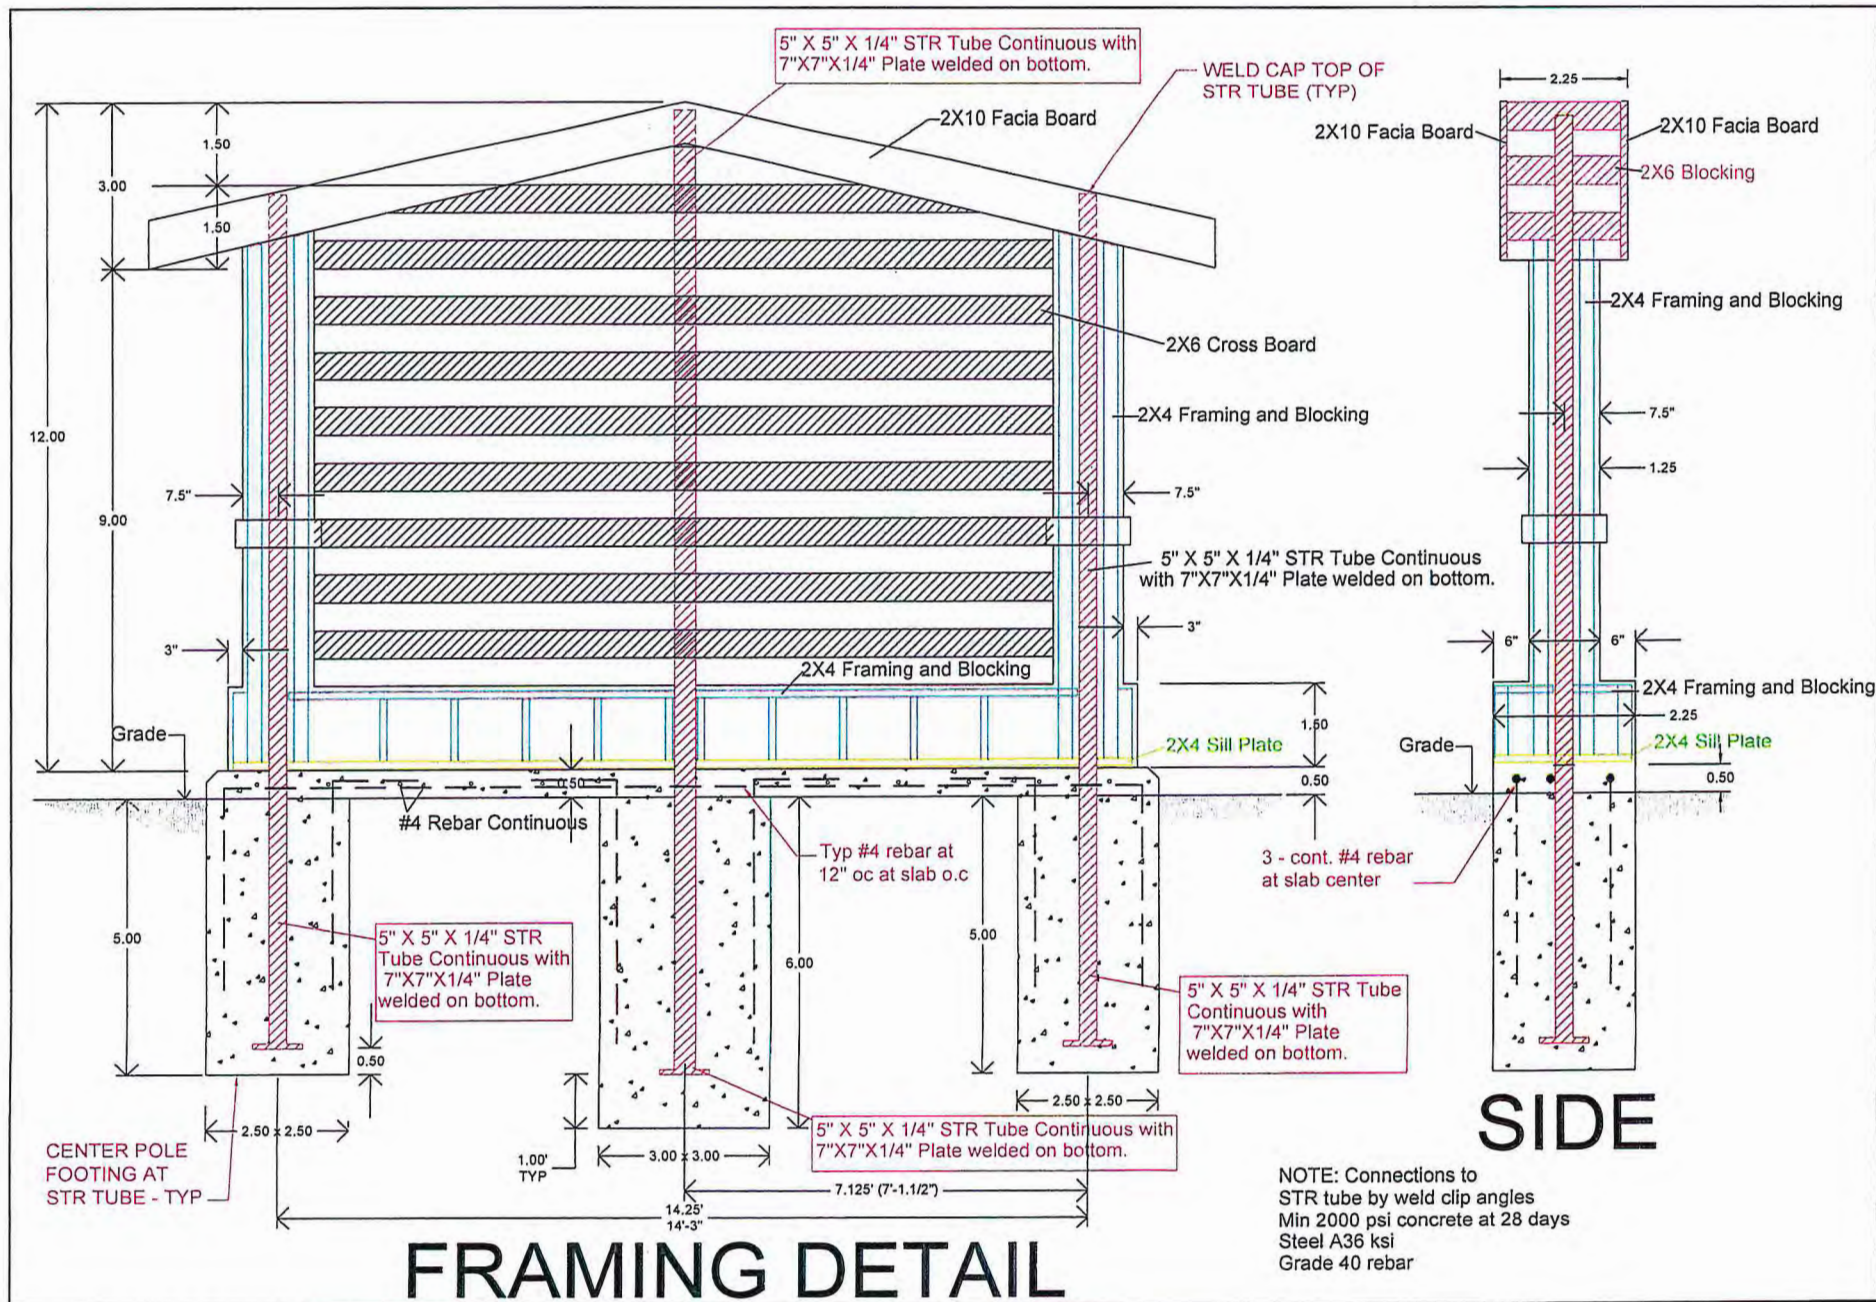 5" X 5" X 1/4" STR Tube Continuous with
7"X7"X1/4" Plate welded on bottom.
WELD CAP TOP OF
STR TUBE (TYP)
2X10 Facia Board
3.00
1.50
1.50
12.00
9.00
2X6 Cross Board
2X4 Framing and Blocking
7.5"
7.5"
5" X 5" X 1/4" STR Tube Continuous
with 7"X7"X1/4" Plate welded on bottom.
3"
3"
2X4 Framing and Blocking
Grade
2X4 Sill Plate
1.50
0.50
0.50
#4 Rebar Continuous
Typ #4 rebar at
12" oc at slab o.c
5.00
5" X 5" X 1/4" STR
Tube Continuous with
7"X7"X1/4" Plate
welded on bottom.
0.50
6.00
5.00
5" X 5" X 1/4" STR Tube
Continuous with
7"X7"X1/4" Plate
welded on bottom.
2.50 x 2.50
2.50 x 2.50
CENTER POLE
FOOTING AT
STR TUBE - TYP
1.00'
TYP
3.00 x 3.00
5" X 5" X 1/4" STR Tube Continuous with
7"X7"X1/4" Plate welded on bottom.
7.125' (7'-1.1/2")
14.25'
14'-3"
FRAMING DETAIL
2.25
2X10 Facia Board
2X10 Facia Board
2X6 Blocking
2X4 Framing and Blocking
7.5"
1.25
6"
6"
2X4 Framing and Blocking
2.25
Grade
2X4 Sill Plate
0.50
3 - cont. #4 rebar
at slab center
SIDE
NOTE: Connections to
STR tube by weld clip angles
Min 2000 psi concrete at 28 days
Steel A36 ksi
Grade 40 rebar